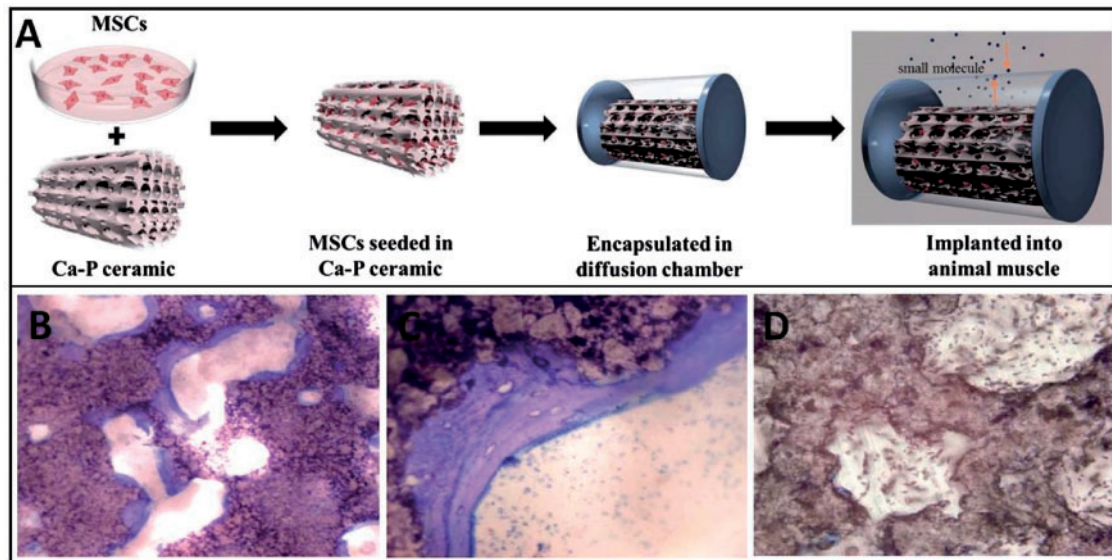 A
MSCs
Ca-P ceramic
MSCs seeded in
Ca-P ceramic
Encapsulated in
diffusion chamber
small molecule
Implanted into
animal muscle
B
C
D